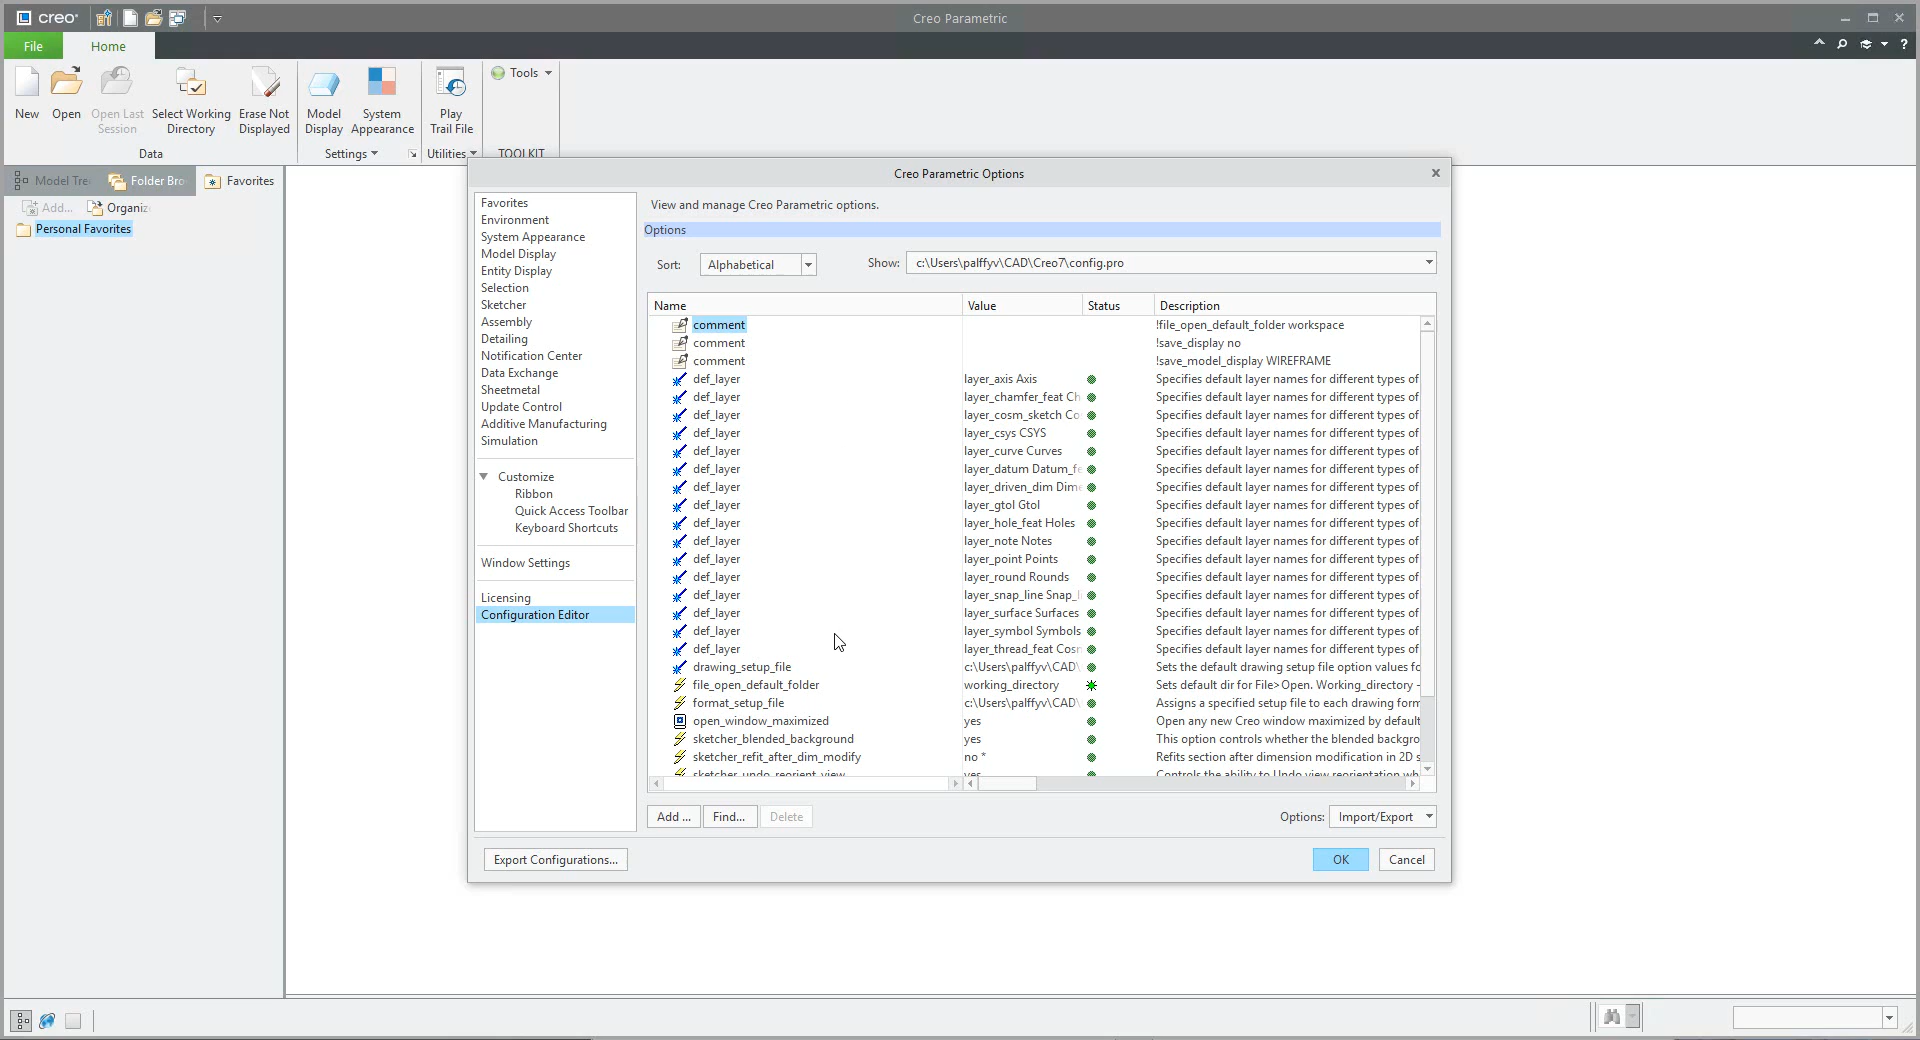 creo
Creo Parametric
File
Home
?
New
Open
Open Last
Session
Select Working
Directory
Erase Not
Displayed
Model
Display
System
Appearance
Play
Trail File
Tools
Data
Settings
Utilities
TOOLKIT
Model Tre
Folder Bro
Favorites
Add...
Organiz
Personal Favorites
Creo Parametric Options
Favorites
Environment
System Appearance
Model Display
Entity Display
Selection
Sketcher
Assembly
Detailing
Notification Center
Data Exchange
Sheetmetal
Update Control
Additive Manufacturing
Simulation
Customize
Ribbon
Quick Access Toolbar
Keyboard Shortcuts
Window Settings
Licensing
Configuration Editor
View and manage Creo Parametric options.
Options
Sort: Alphabetical
Show: c:\Users\palffyv\CAD\Creo7\config.pro
Name Value Status Description
comment !file_open_default_folder workspace
comment !save_display no
comment !save_model_display WIREFRAME
def_layer layer_axis Axis Specifies default layer names for different types of
def_layer layer_chamfer_feat Ch Specifies default layer names for different types of
def_layer layer_cosm_sketch Co Specifies default layer names for different types of
def_layer layer_csys CSYS Specifies default layer names for different types of
def_layer layer_curve Curves Specifies default layer names for different types of
def_layer layer_datum Datum_fe Specifies default layer names for different types of
def_layer layer_driven_dim Dime Specifies default layer names for different types of
def_layer layer_gtol Gtol Specifies default layer names for different types of
def_layer layer_hole_feat Holes Specifies default layer names for different types of
def_layer layer_note Notes Specifies default layer names for different types of
def_layer layer_point Points Specifies default layer names for different types of
def_layer layer_round Rounds Specifies default layer names for different types of
def_layer layer_snap_line Snap_l Specifies default layer names for different types of
def_layer layer_surface Surfaces Specifies default layer names for different types of
def_layer layer_symbol Symbols Specifies default layer names for different types of
def_layer layer_thread_feat Cosm Specifies default layer names for different types of
drawing_setup_file c:\Users\palffyv\CAD\ Sets the default drawing setup file option values fo
file_open_default_folder working_directory Sets default dir for File>Open. Working_directory -
format_setup_file c:\Users\palffyv\CAD\ Assigns a specified setup file to each drawing form
open_window_maximized yes Open any new Creo window maximized by default
sketcher_blended_background yes This option controls whether the blended backgro
sketcher_refit_after_dim_modify no * Refits section after dimension modification in 2D s
sketcher_undo_reorient_view yes Controls the ability to Undo view reorientation wh
Add ...
Find...
Delete
Options: Import/Export
Export Configurations...
OK
Cancel